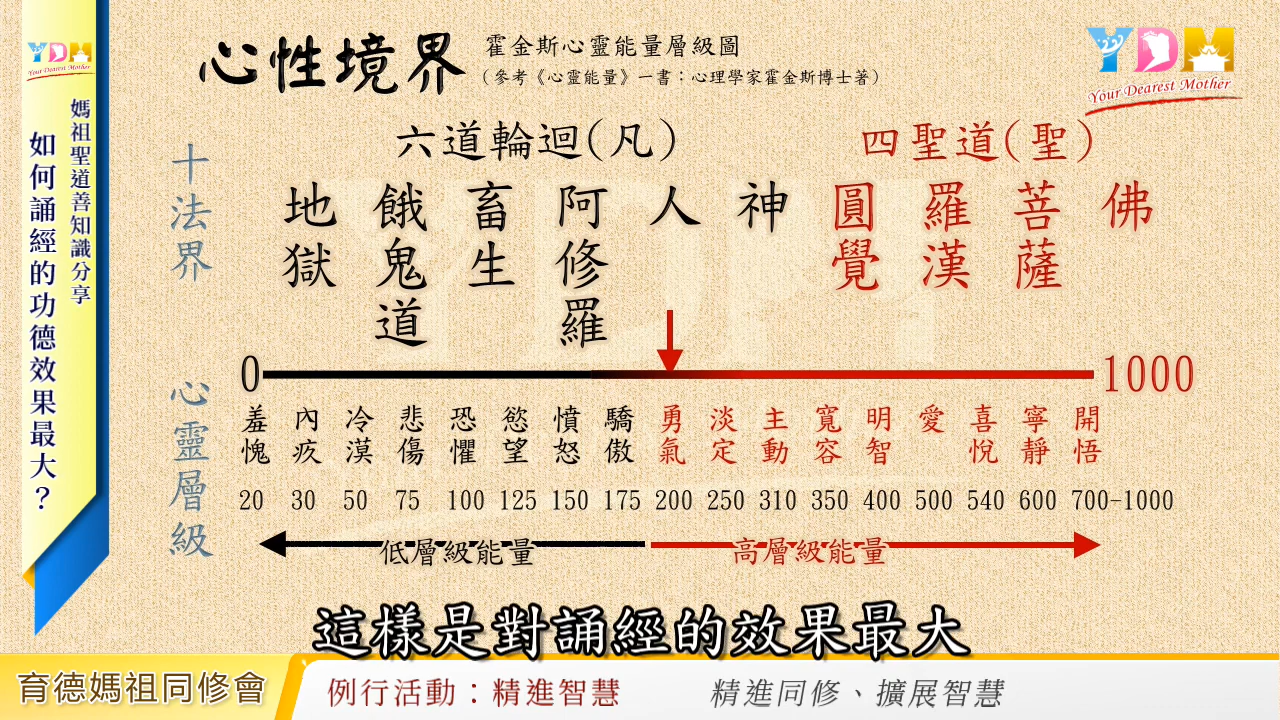 YDM
Your Dearest Mother
媽祖聖道善知識分享
如何誦經的功德效果最大？
心性境界
霍金斯心靈能量層級圖
（參考《心靈能量》一書：心理學家霍金斯博士著）
YDM
Your Dearest Mother
六道輪迴(凡)
四聖道(聖)
十法界
地獄 餓鬼道 畜生 阿修羅 人 神 圓覺 羅漢 菩薩 佛
0
1000
心靈層級
羞愧 內疚 冷漠 悲傷 恐懼 慾望 憤怒 驕傲 勇氣 淡定 主動 寬容 明智 愛 喜悅 寧靜 開悟
20 30 50 75 100 125 150 175 200 250 310 350 400 500 540 600 700-1000
低層級能量
高層級能量
這樣是對誦經的效果最大
育德媽祖同修會
例行活動：精進智慧
精進同修、擴展智慧